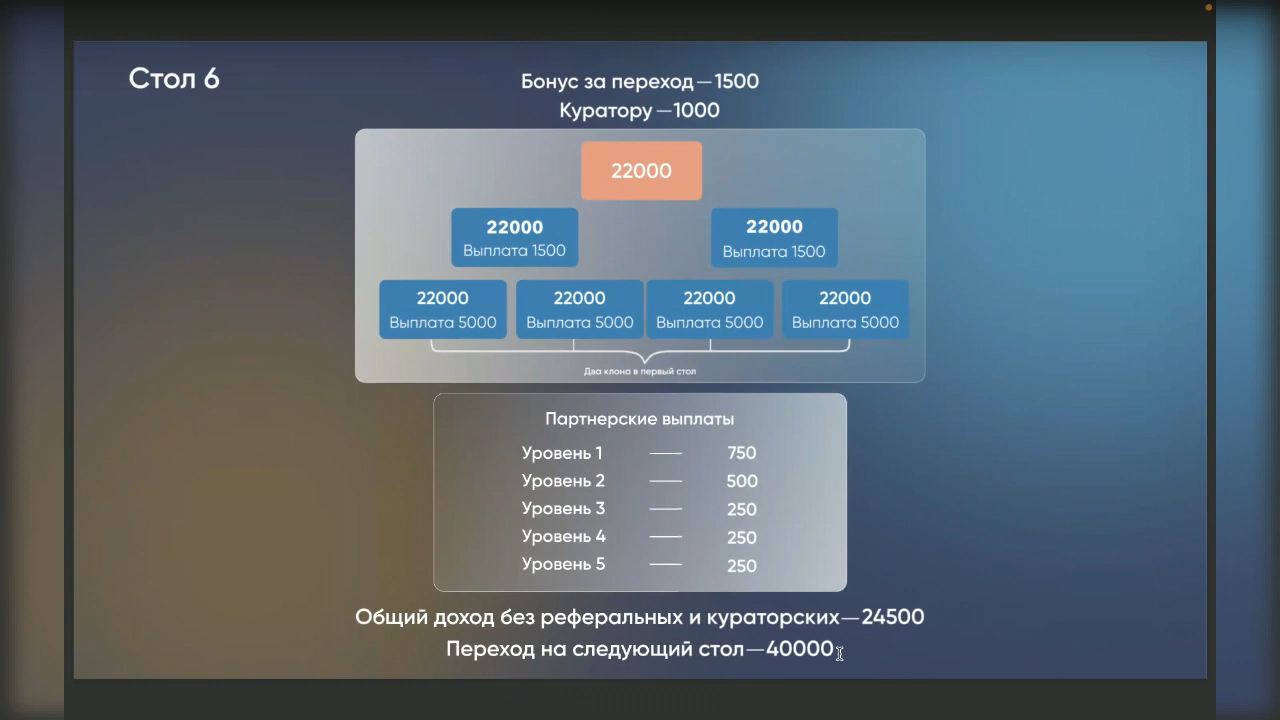 Стол 6
Бонус за переход—1500
Куратору—1000
22000
22000
Выплата 1500
22000
Выплата 1500
22000
Выплата 5000
22000
Выплата 5000
22000
Выплата 5000
22000
Выплата 5000
Два клона в первый стол
Партнерские выплаты
Уровень 1 — 750
Уровень 2 — 500
Уровень 3 — 250
Уровень 4 — 250
Уровень 5 — 250
Общий доход без реферальных и кураторских—24500
Переход на следующий стол—40000